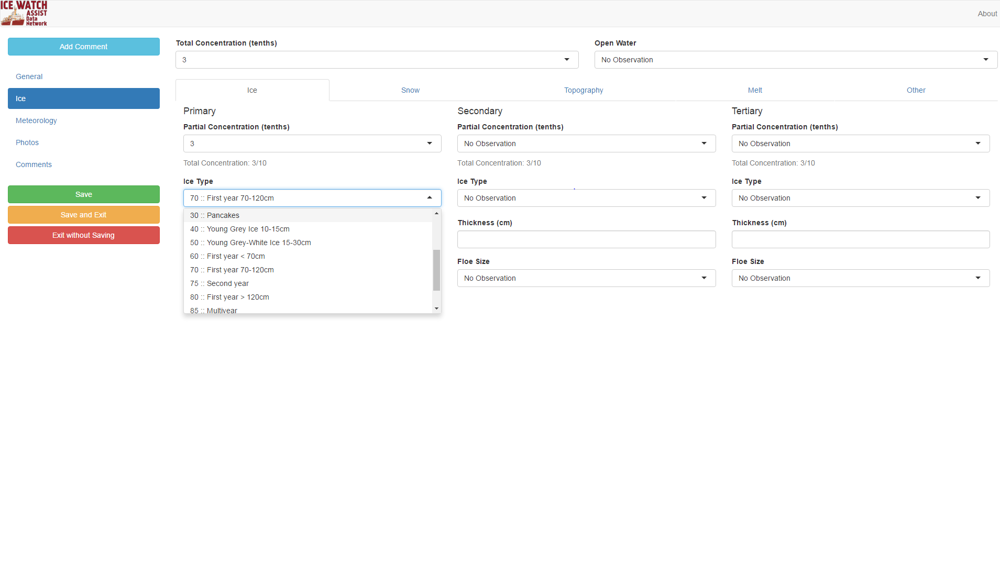 ICE WATCH
ASSIST
Data
Network
About
Add Comment
General
Ice
Meteorology
Photos
Comments
Save
Save and Exit
Exit without Saving
Total Concentration (tenths)
3
Open Water
No Observation
Ice Snow Topography Melt Other
Primary
Partial Concentration (tenths)
3
Total Concentration: 3/10
Ice Type
70 :: First year 70-120cm
30 :: Pancakes
40 :: Young Grey Ice 10-15cm
50 :: Young Grey-White Ice 15-30cm
60 :: First year < 70cm
70 :: First year 70-120cm
75 :: Second year
80 :: First year > 120cm
85 :: Multiyear
Secondary
Partial Concentration (tenths)
No Observation
Total Concentration: 3/10
Ice Type
No Observation
Thickness (cm)
Floe Size
No Observation
Tertiary
Partial Concentration (tenths)
No Observation
Total Concentration: 3/10
Ice Type
No Observation
Thickness (cm)
Floe Size
No Observation